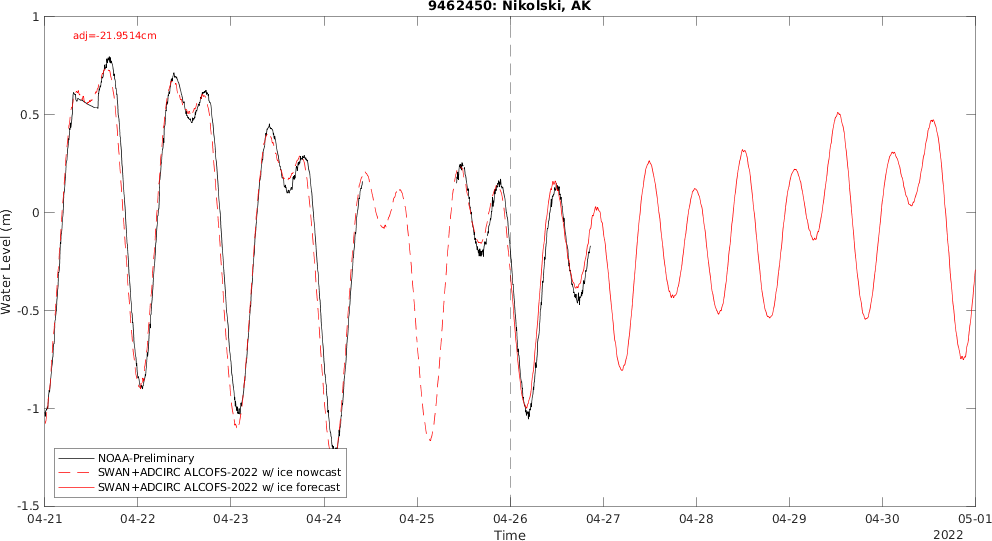 9462450: Nikolski, AK
adj=-21.9514cm
1
0.5
0
-0.5
-1
-1.5
Water Level (m)
NOAA-Preliminary
SWAN+ADCIRC ALCOFS-2022 w/ ice nowcast
SWAN+ADCIRC ALCOFS-2022 w/ ice forecast
04-21 04-22 04-23 04-24 04-25 04-26 04-27 04-28 04-29 04-30 05-01
Time
2022